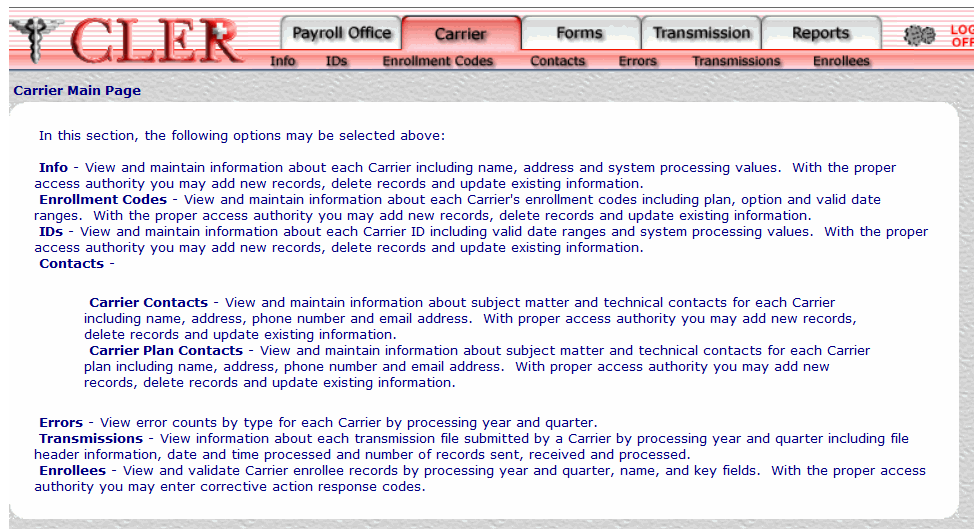 CLER
Payroll Office Carrier Forms Transmission Reports LOG OFF
Info IDs Enrollment Codes Contacts Errors Transmissions Enrollees
Carrier Main Page
In this section, the following options may be selected above:
Info - View and maintain information about each Carrier including name, address and system processing values. With the proper
access authority you may add new records, delete records and update existing information.
Enrollment Codes - View and maintain information about each Carrier's enrollment codes including plan, option and valid date
ranges. With the proper access authority you may add new records, delete records and update existing information.
IDs - View and maintain information about each Carrier ID including valid date ranges and system processing values. With the proper
access authority you may add new records, delete records and update existing information.
Contacts -
Carrier Contacts - View and maintain information about subject matter and technical contacts for each Carrier
including name, address, phone number and email address. With proper access authority you may add new records,
delete records and update existing information.
Carrier Plan Contacts - View and maintain information about subject matter and technical contacts for each Carrier
plan including name, address, phone number and email address. With proper access authority you may add new
records, delete records and update existing information.
Errors - View error counts by type for each Carrier by processing year and quarter.
Transmissions - View information about each transmission file submitted by a Carrier by processing year and quarter including file
header information, date and time processed and number of records sent, received and processed.
Enrollees - View and validate Carrier enrollee records by processing year and quarter, name, and key fields. With the proper access
authority you may enter corrective action response codes.